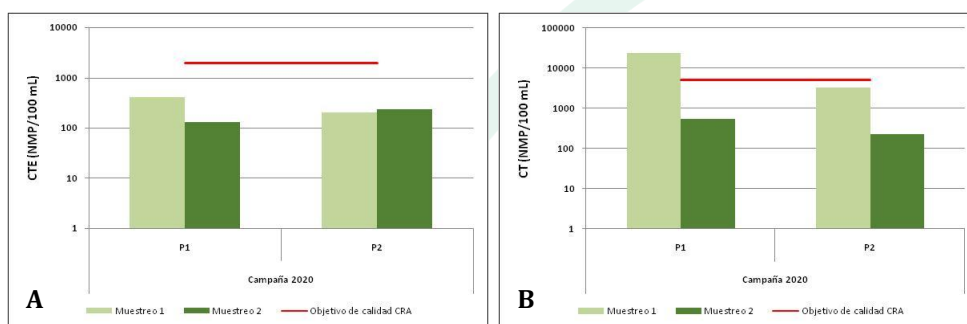 CTE (NMP/100 mL)
10000
1000
100
10
1
P1
P2
Campaña 2020
A
Muestreo 1
Muestreo 2
Objetivo de calidad CRA
CT (NMP/100 mL)
100000
10000
1000
100
10
1
P1
P2
Campaña 2020
B
Muestreo 1
Muestreo 2
Objetivo de calidad CRA